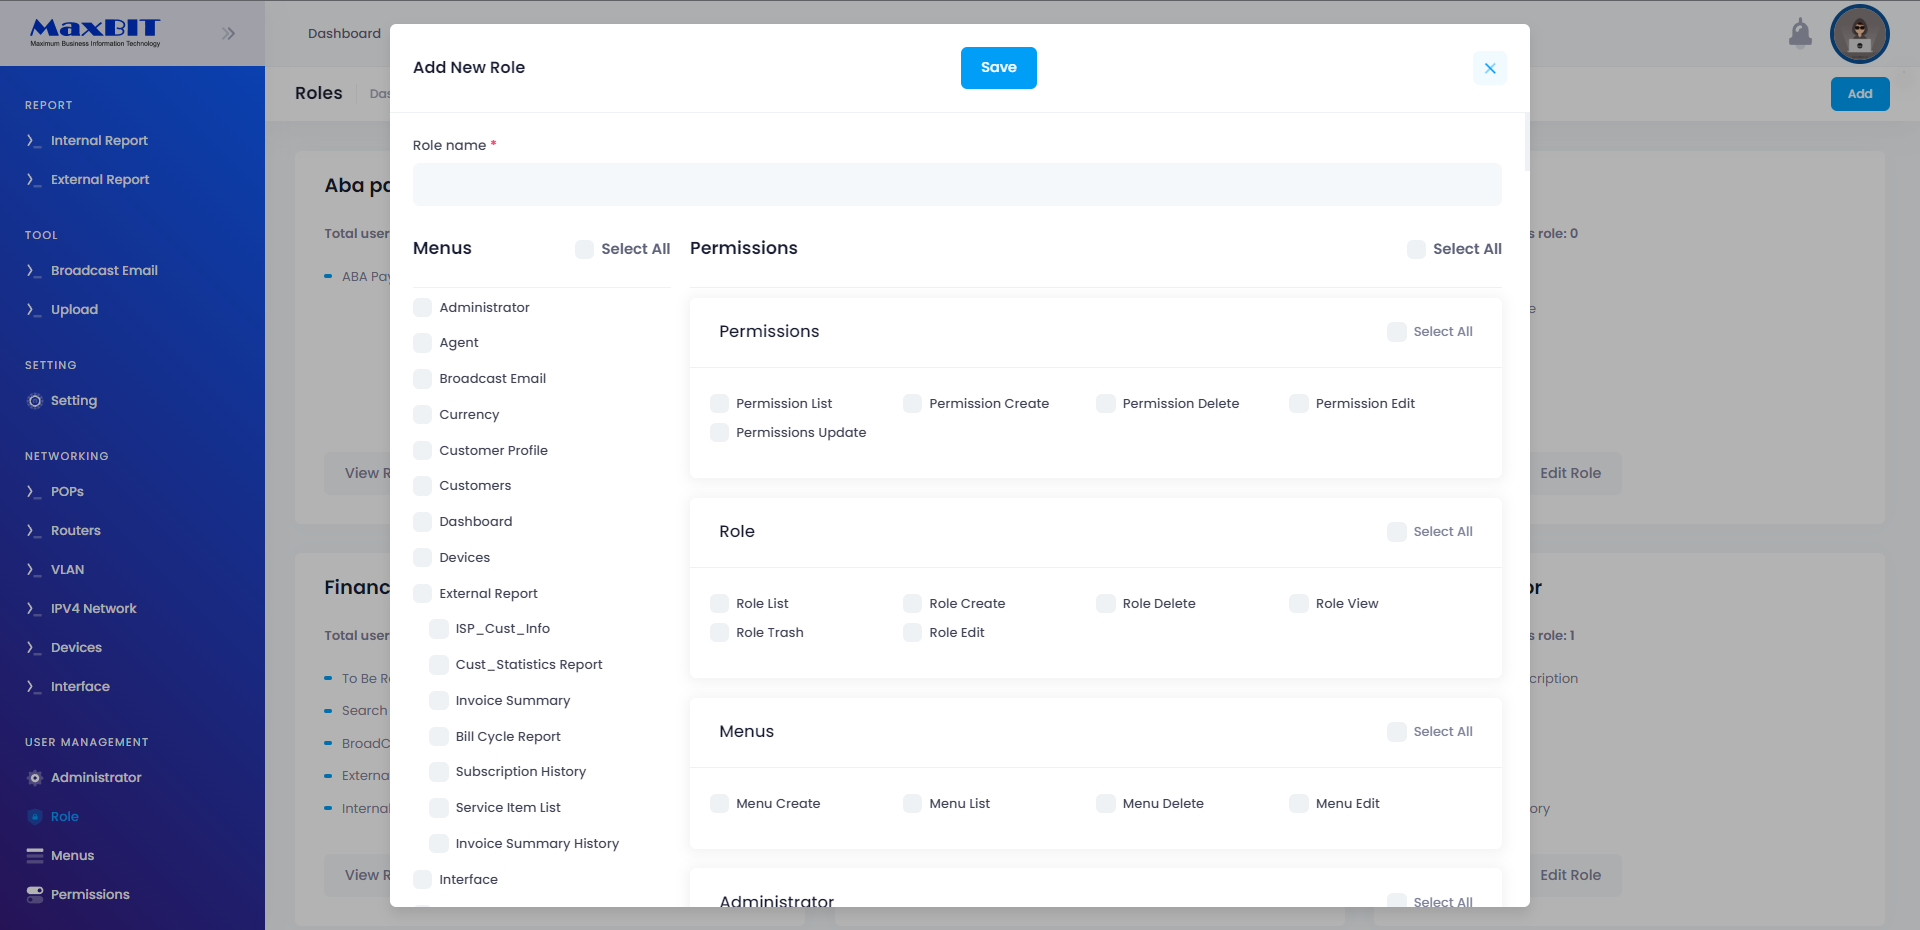 MaxBIT
Maximum Business Information Technology
Dashboard
REPORT
Internal Report
External Report
TOOL
Broadcast Email
Upload
SETTING
Setting
NETWORKING
POPs
Routers
VLAN
IPV4 Network
Devices
Interface
USER MANAGEMENT
Administrator
Role
Menus
Permissions
Roles
Das
Add
Aba pa
Total user
ABA Pay
View R
s role: 0
e
Edit Role
Financ
Total user
To Be R
Search
BroadC
Externa
Internal
View R
or
s role: 1
cription
ory
Edit Role
Add New Role
Save
Role name *
Menus
Select All
Administrator
Agent
Broadcast Email
Currency
Customer Profile
Customers
Dashboard
Devices
External Report
ISP_Cust_Info
Cust_Statistics Report
Invoice Summary
Bill Cycle Report
Subscription History
Service Item List
Invoice Summary History
Interface
Permissions
Select All
Permissions
Select All
Permission List
Permission Create
Permission Delete
Permission Edit
Permissions Update
Role
Select All
Role List
Role Create
Role Delete
Role View
Role Trash
Role Edit
Menus
Select All
Menu Create
Menu List
Menu Delete
Menu Edit
Administrator
Select All